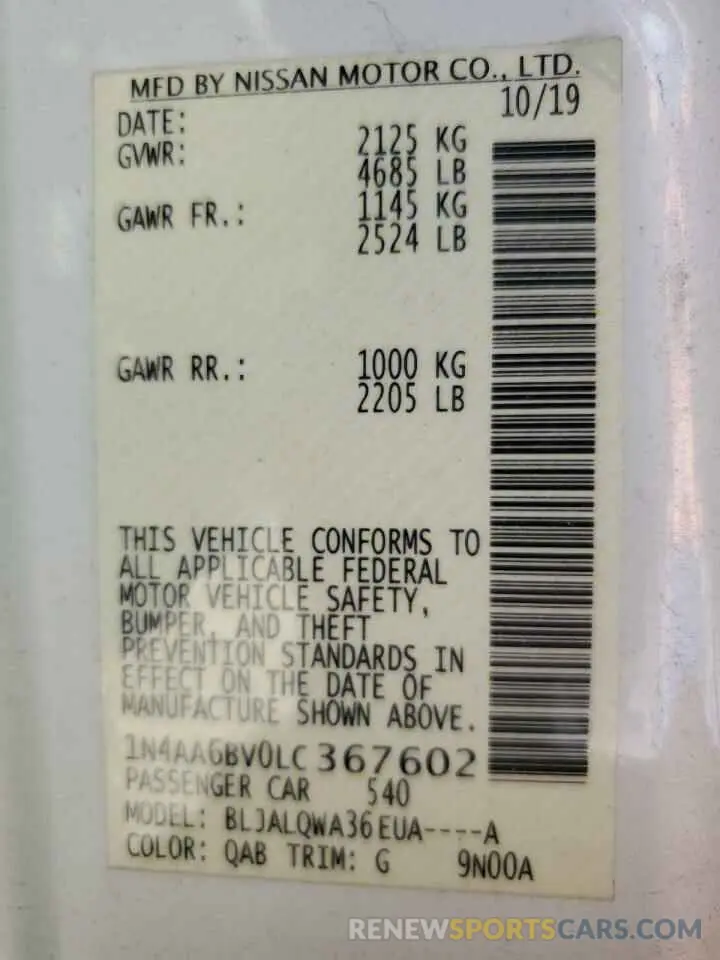 MFD BY NISSAN MOTOR CO., LTD.
DATE: 10/19
GVWR: 2125 KG
4685 LB
GAWR FR.: 1145 KG
2524 LB
GAWR RR.: 1000 KG
2205 LB
THIS VEHICLE CONFORMS TO
ALL APPLICABLE FEDERAL
MOTOR VEHICLE SAFETY,
BUMPER, AND THEFT
PREVENTION STANDARDS IN
EFFECT ON THE DATE OF
MANUFACTURE SHOWN ABOVE.
1N4AA6BV0LC367602
PASSENGER CAR 540
MODEL: BLJALQWA36EUA----A
COLOR: QAB TRIM: G 9N00A
RENEWSPORTSCARS.COM